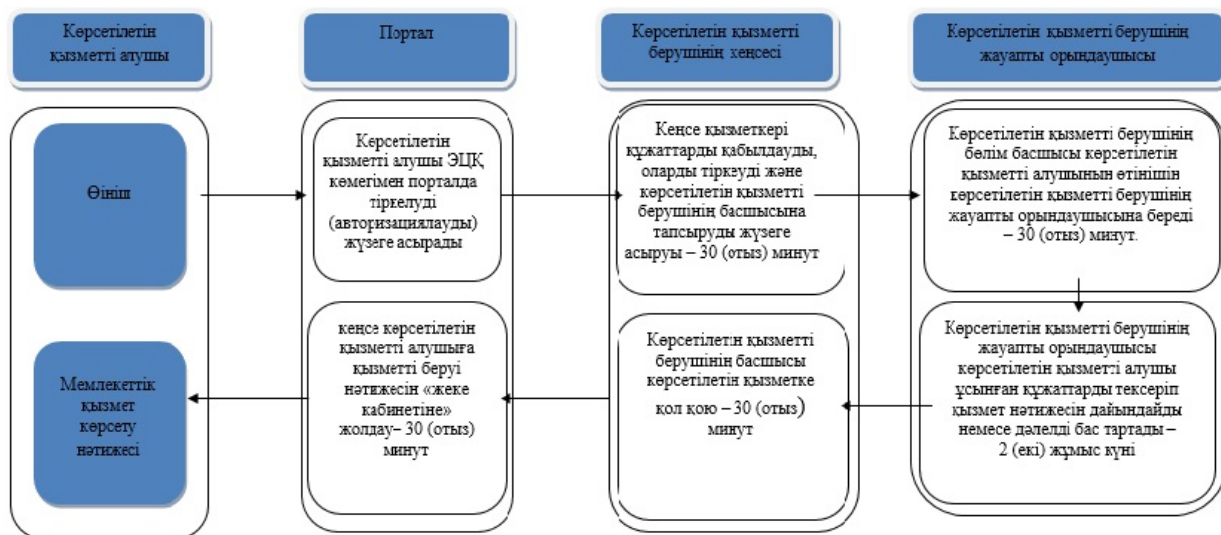 Көрсетілетін
қызметті алушы
Портал
Көрсетілетін қызметті
берушінің кеңсесі
Көрсетілетін қызметті берушінің
жауапты орындаушысы
Өініш
Көрсетілетін
қызметті алушы ЭЦҚ
көмегімен порталда
тіркелуді
(авторизациялауды)
жүзеге асырады
Кеңсе қызметкері
құжаттарды қабылдауды,
оларды тіркеуді және
көрсетілетін қызметті
берушінің басшысына
тапсыруды жүзеге
асыруы – 30 (отыз) минут
Көрсетілетін қызметті берушінің
бөлім басшысы көрсетілетін
қызметті алушының өтінішін
көрсетілетін қызметті берушінің
жауапты орындаушысына береді
– 30 (отыз) минут.
Мемлекеттік
қызмет
көрсету
нәтижесі
кеңсе көрсетілетін
қызметті алушыға
қызметті беруі
нәтижесін «жеке
кабинетіне»
жолдау– 30 (отыз)
минут
Көрсетілетін қызметті
берушінің басшысы
көрсетілетін қызметке
қол қою – 30 (отыз)
минут
Көрсетілетін қызметті берушінің
жауапты орындаушысы
көрсетілетін қызметті алушы
ұсынған құжаттарды тексеріп
қызмет нәтижесін дайындайды
немесе дәлелді бас тартады –
2 (екі) жұмыс күні